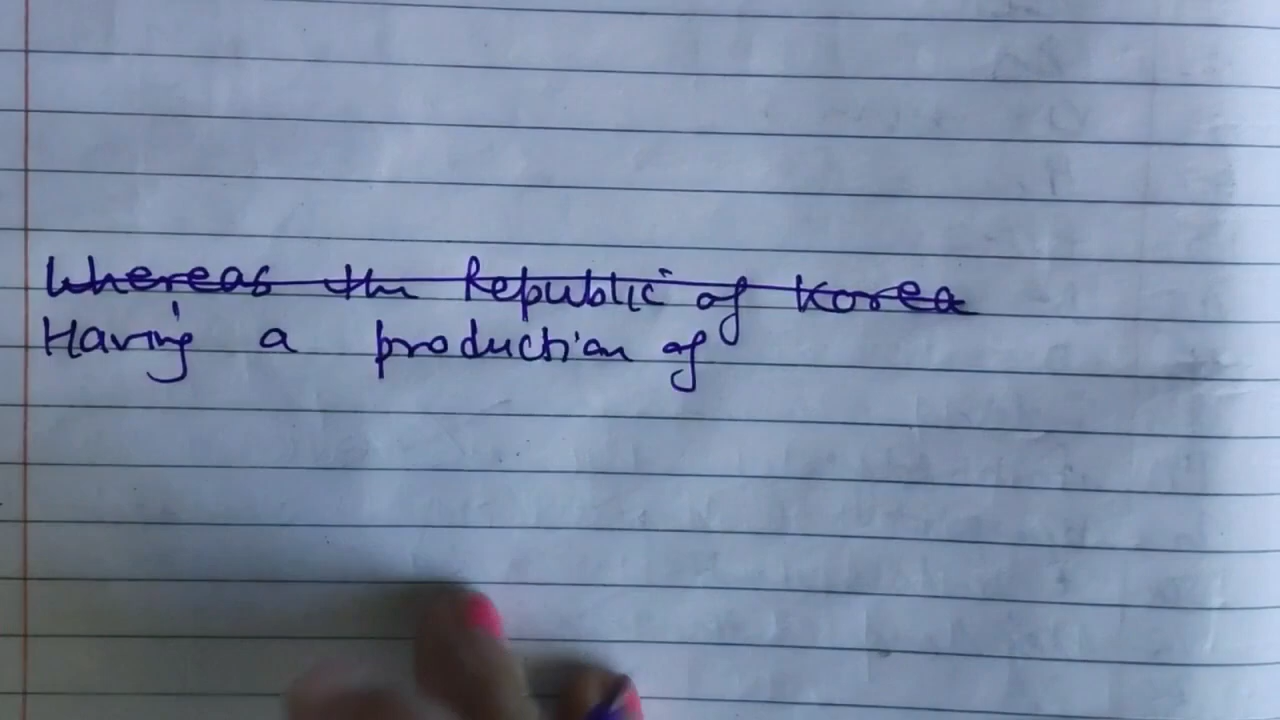 Whereas the Republic of Korea
Having a production of